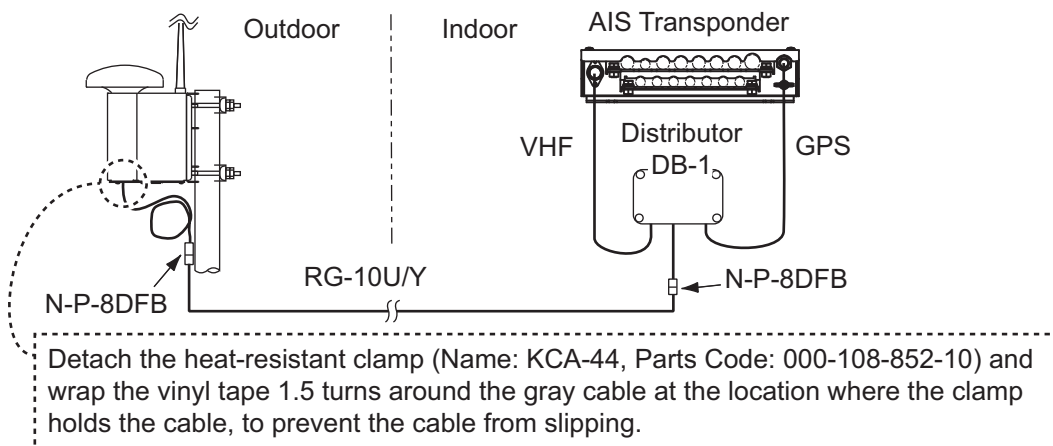 Outdoor
Indoor
AIS Transponder
VHF
Distributor
DB-1
GPS
N-P-8DFB
RG-10U/Y
N-P-8DFB
Detach the heat-resistant clamp (Name: KCA-44, Parts Code: 000-108-852-10) and
wrap the vinyl tape 1.5 turns around the gray cable at the location where the clamp
holds the cable, to prevent the cable from slipping.